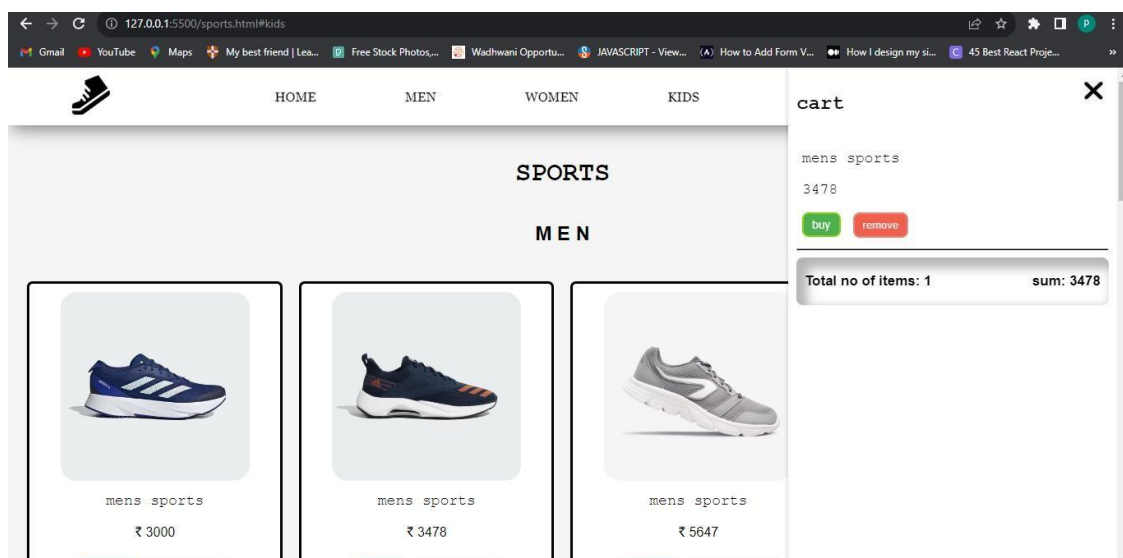 127.0.0.1:5500/sports.html#kids
P
Gmail YouTube Maps My best friend | Lea... Free Stock Photos,... Wadhwani Opportu... JAVASCRIPT - View... How to Add Form V... How I design my si... 45 Best React Proje... »
HOME MEN WOMEN KIDS
cart
mens sports
3478
buy remove
Total no of items: 1 sum: 3478
SPORTS
MEN
mens sports mens sports mens sports
₹ 3000 ₹ 3478 ₹ 5647